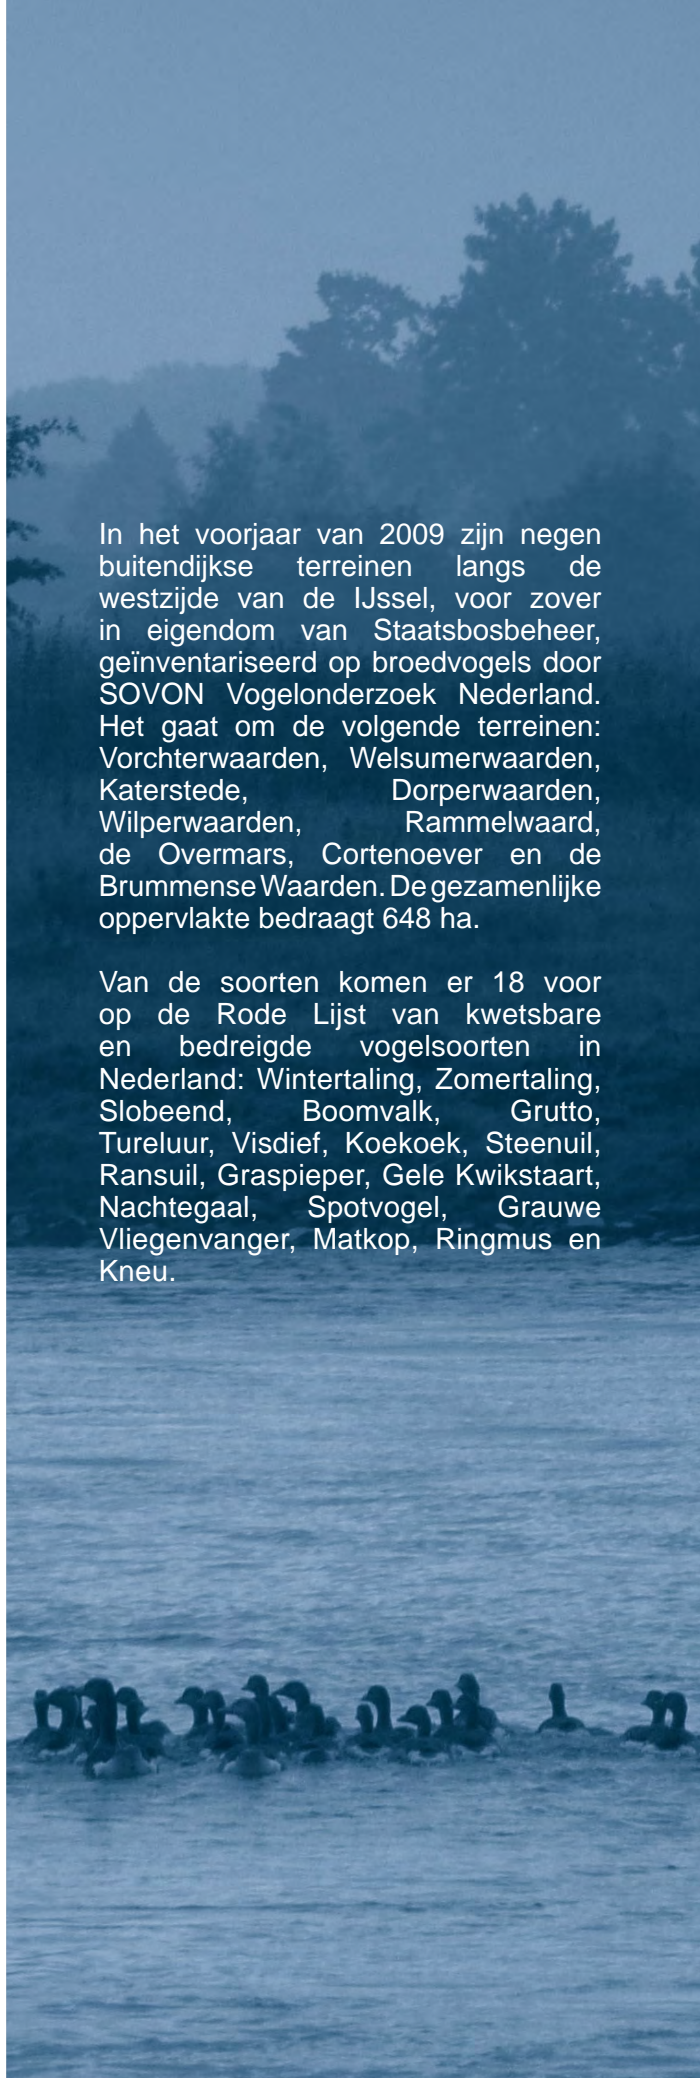 In het voorjaar van 2009 zijn negen
buitendijkse terreinen langs de
westzijde van de IJssel, voor zover
in eigendom van Staatsbosbeheer,
geïnventariseerd op broedvogels door
SOVON Vogelonderzoek Nederland.
Het gaat om de volgende terreinen:
Vorchterwaarden, Welsumerwaarden,
Katerstede, Dorperwaarden,
Wilperwaarden, Rammelwaard,
de Overmars, Cortenoever en de
Brummense Waarden. De gezamenlijke
oppervlakte bedraagt 648 ha.

Van de soorten komen er 18 voor
op de Rode Lijst van kwetsbare
en bedreigde vogelsoorten in
Nederland: Wintertaling, Zomertaling,
Slobeend, Boomvalk, Grutto,
Tureluur, Visdief, Koekoek, Steenuil,
Ransuil, Graspieper, Gele Kwikstaart,
Nachtegaal, Spotvogel, Grauwe
Vliegenvanger, Matkop, Ringmus en
Kneu.